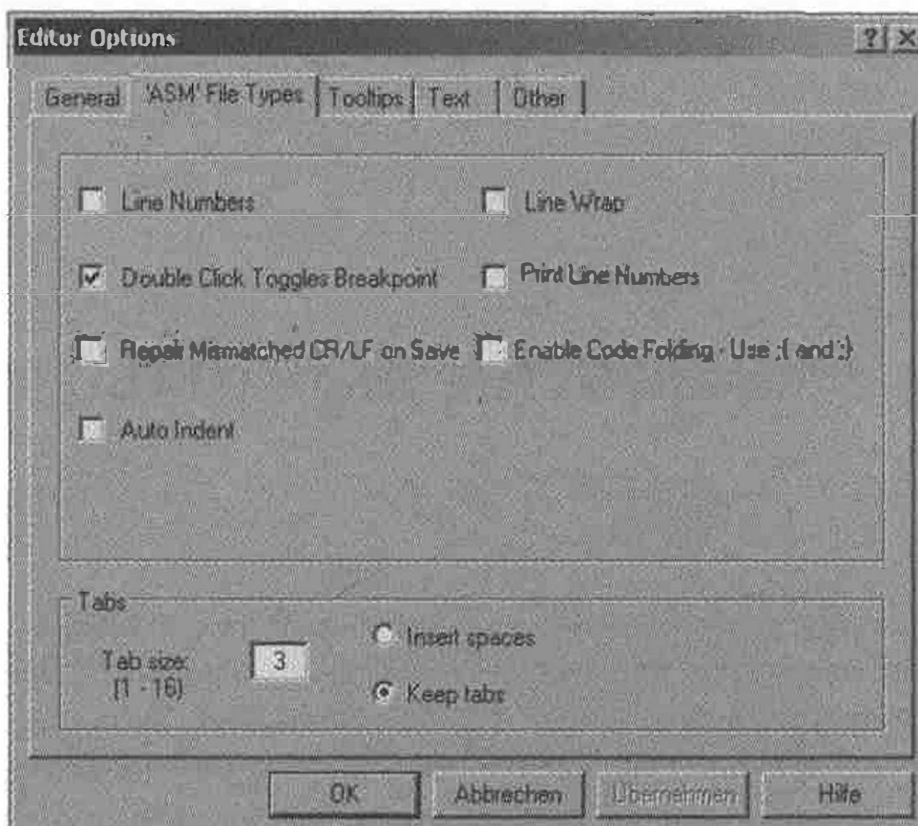 Editor Options
General 'ASM' File Types Tooltips Text Other
Line Numbers Line Wrap
Double Click Toggles Breakpoint Print Line Numbers
Repair Mismatched CR/LF on Save Enable Code Folding - Use ;{ and ;}
Auto Indent
Tabs
Tab size: 3 Insert spaces
(1 - 16) Keep tabs
OK Abbrechen Übernehmen Hilfe